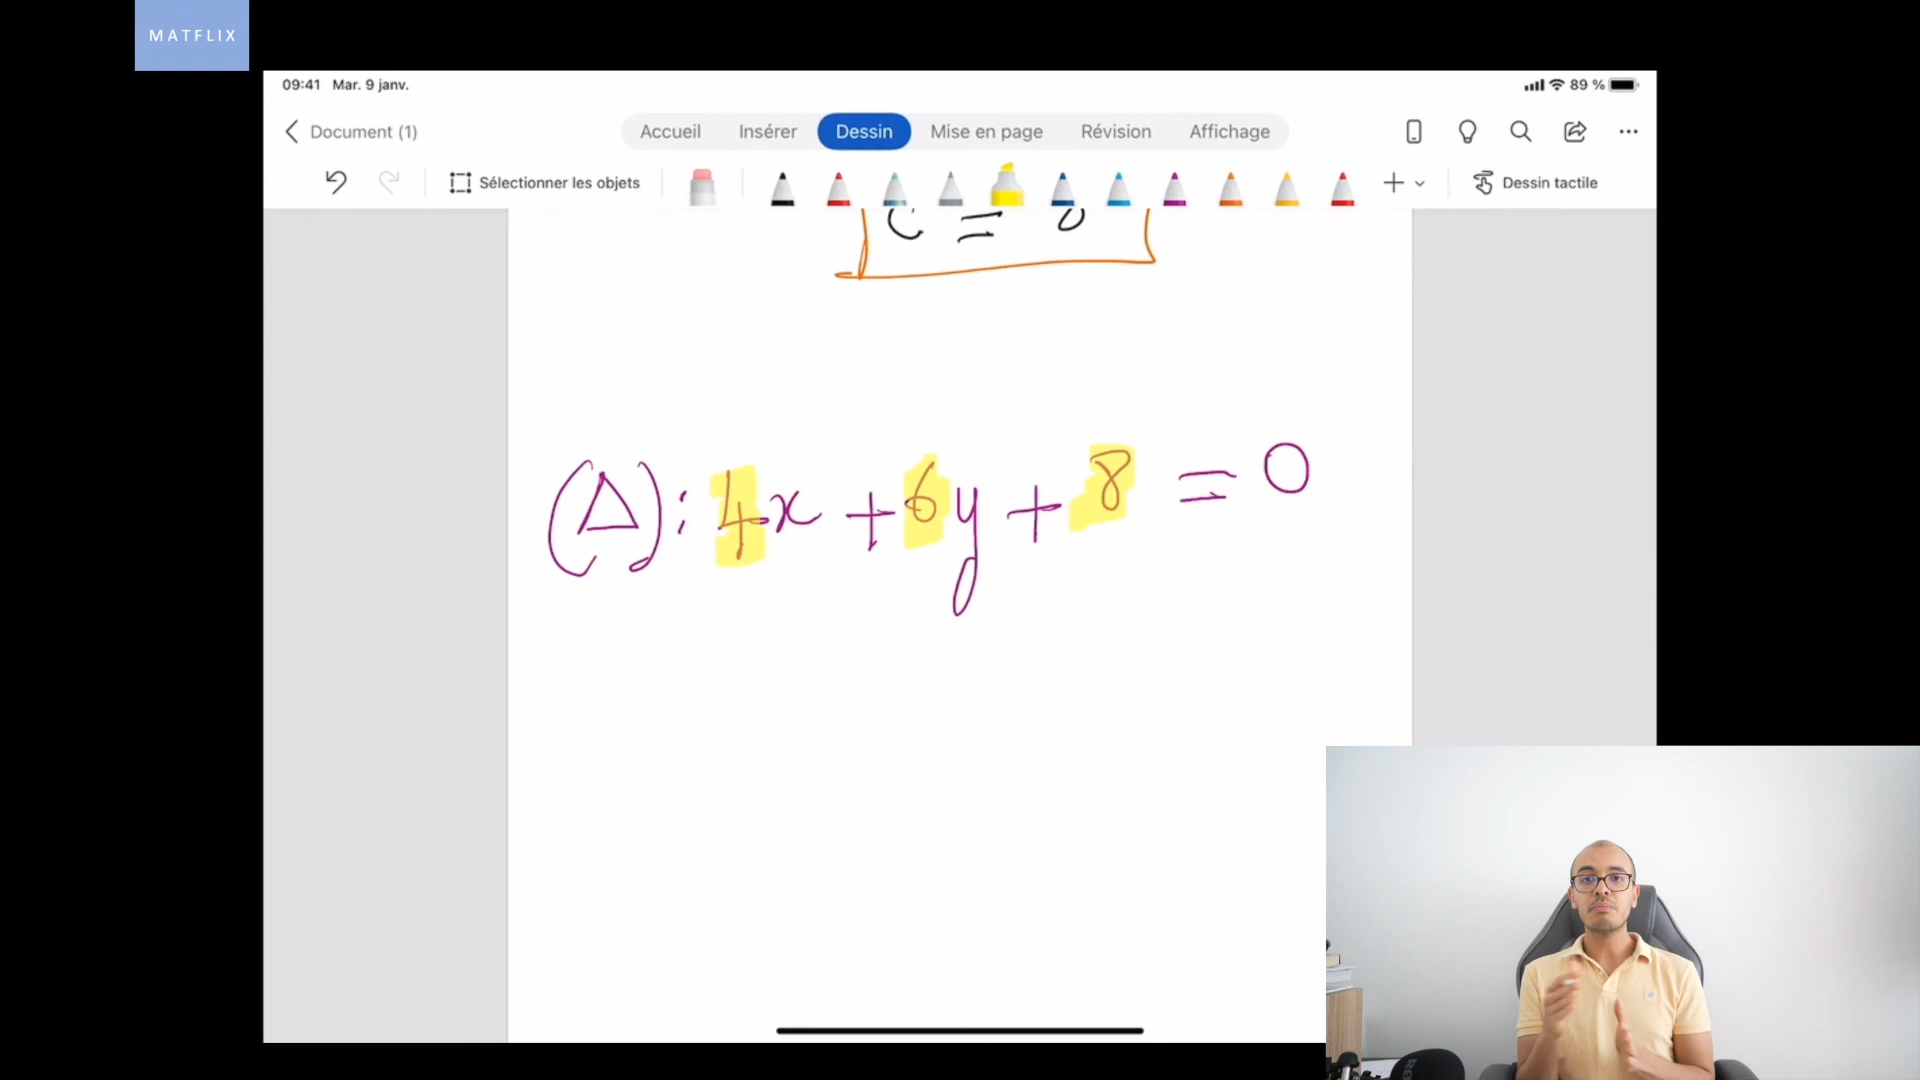 MATFLIX
09:41 Mar. 9 janv.
89 %
Document (1)
Accueil Insérer Dessin Mise en page Révision Affichage
Sélectionner les objets
Dessin tactile
C = 8
(Δ): 4x + 6y + 8 = 0